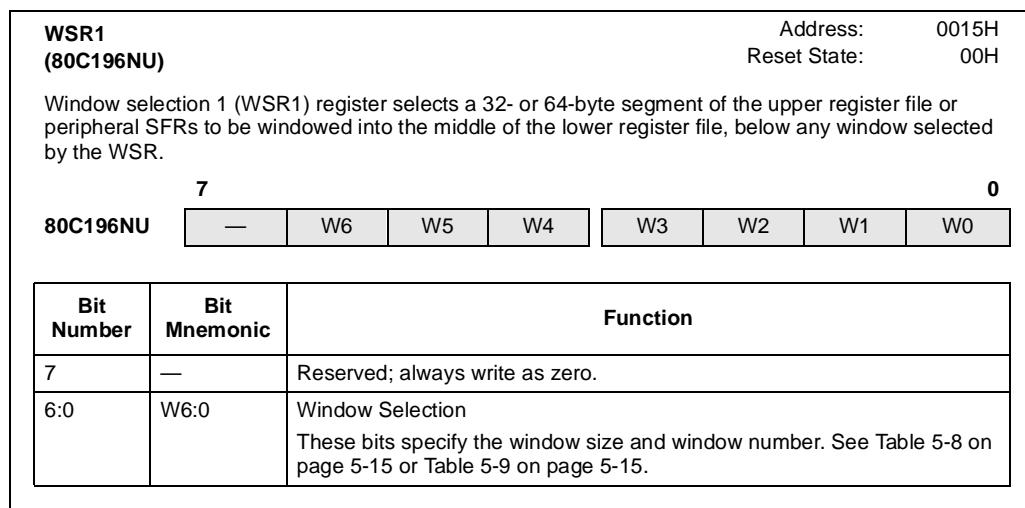 WSR1 Address: 0015H
(80C196NU) Reset State: 00H
Window selection 1 (WSR1) register selects a 32- or 64-byte segment of the upper register file or
peripheral SFRs to be windowed into the middle of the lower register file, below any window selected
by the WSR.
7 0
80C196NU — W6 W5 W4 W3 W2 W1 W0
Bit Number Bit Mnemonic Function
7 — Reserved; always write as zero.
6:0 W6:0 Window Selection
These bits specify the window size and window number. See Table 5-8 on
page 5-15 or Table 5-9 on page 5-15.